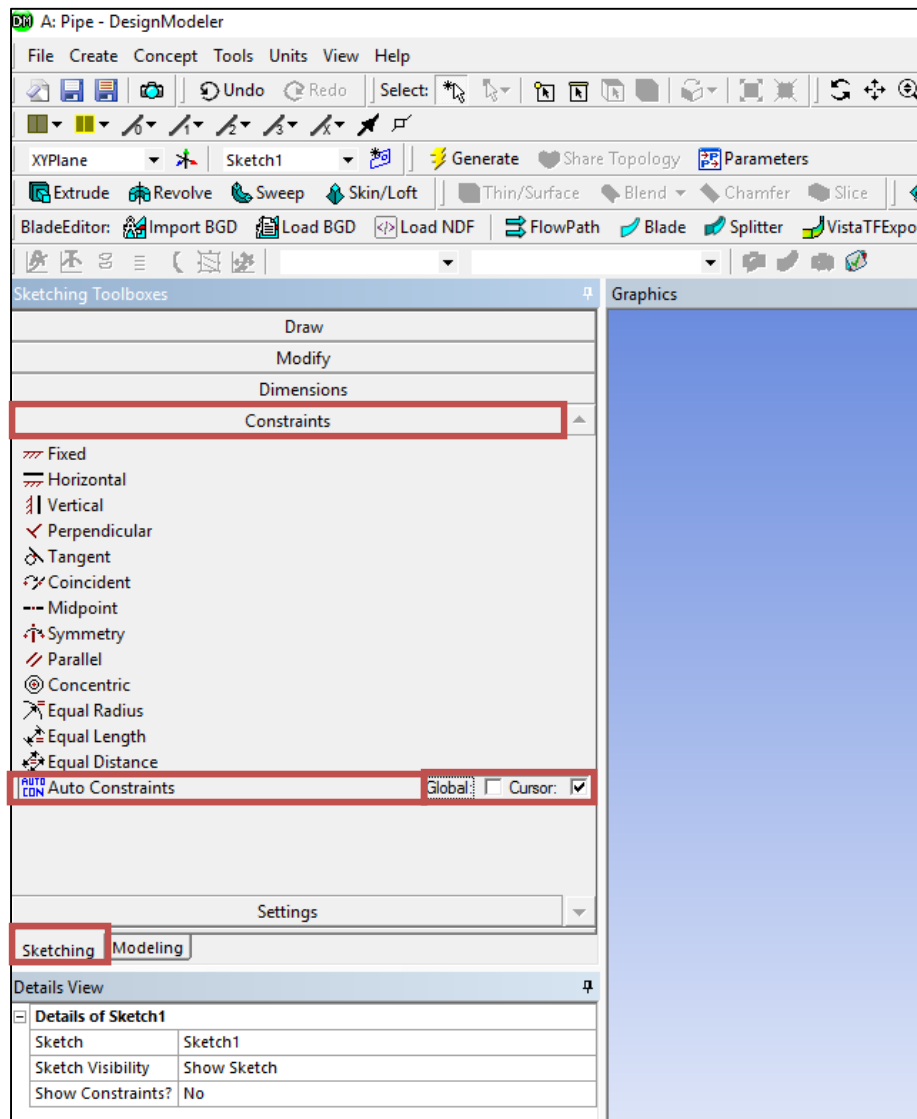 DM A: Pipe - DesignModeler
File Create Concept Tools Units View Help
Undo Redo Select:
XYPlane Sketch1 Generate Share Topology Parameters
Extrude Revolve Sweep Skin/Loft Thin/Surface Blend Chamfer Slice
BladeEditor: Import BGD Load BGD Load NDF FlowPath Blade Splitter VistaTFExpo
Sketching Toolboxes Graphics
Draw
Modify
Dimensions
Constraints
Fixed
Horizontal
Vertical
Perpendicular
Tangent
Coincident
Midpoint
Symmetry
Parallel
Concentric
Equal Radius
Equal Length
Equal Distance
AUTO CON Auto Constraints Global: Cursor:
Settings
Sketching Modeling
Details View
Details of Sketch1
Sketch Sketch1
Sketch Visibility Show Sketch
Show Constraints? No